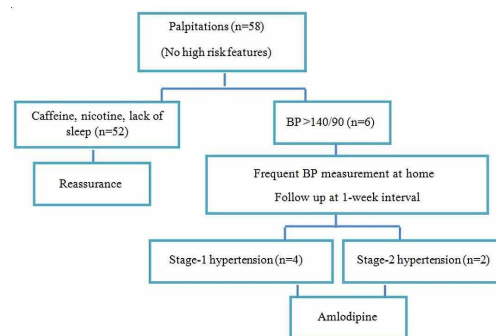 Palpitations (n=58)
(No high risk features)
Caffeine, nicotine, lack of
sleep (n=52)
BP >140/90 (n=6)
Reassurance
Frequent BP measurement at home
Follow up at 1-week interval
Stage-1 hypertension (n=4)
Stage-2 hypertension (n=2)
Amlodipine